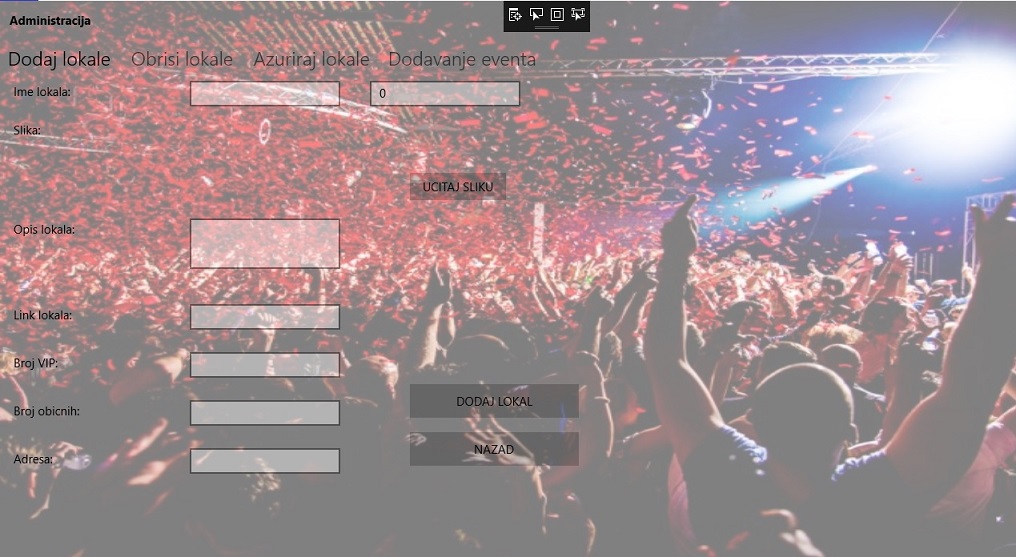 Administracija
Dodaj lokale Obrisi lokale Azuriraj lokale Dodavanje eventa
Ime lokala: 0
Slika:
UCITAJ SLIKU
Opis lokala:
Link lokala:
Broj VIP:
DODAJ LOKAL
Broj obicnih:
NAZAD
Adresa: